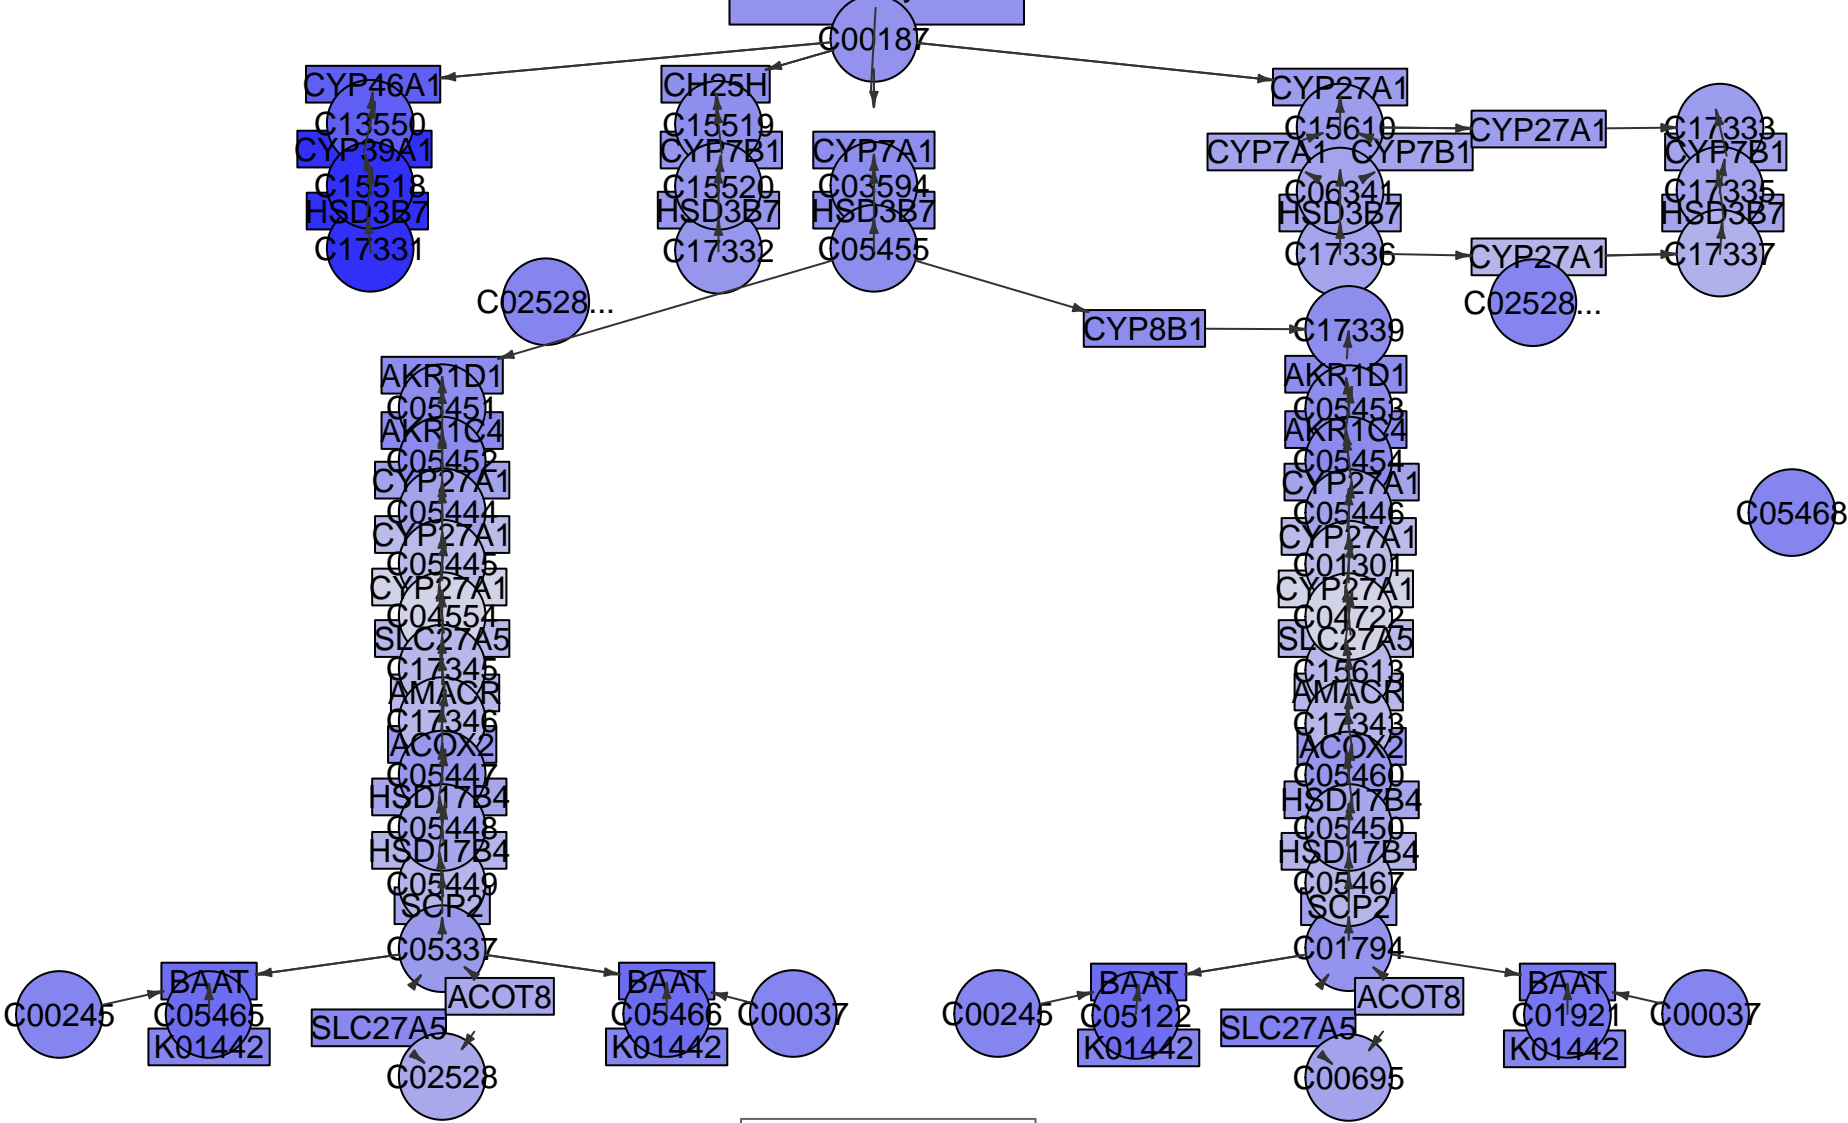 C00187
CYP46A1
C13550
CYP39A1
C15518
HSD3B7
C17331
CH25H
C15519
CYP7B1
C15520
HSD3B7
C17332
CYP7A1
C03594
HSD3B7
C05455
CYP27A1
C15610
CYP7A1
CYP7B1
C06341
HSD3B7
C17336
CYP27A1
C17333
CYP7B1
C17335
HSD3B7
CYP27A1
C17337
C02528...
C02528...
CYP8B1
C17339
AKR1D1
C05451
AKR1C4
C05452
CYP27A1
C05444
CYP27A1
C05445
CYP27A1
C04554
SLC27A5
C17345
AMACR
C17346
ACOX2
C05447
HSD17B4
C05448
HSD17B4
C05449
SCP2
C05337
AKR1D1
C05453
AKR1C4
C05454
CYP27A1
C05446
CYP27A1
C01301
CYP27A1
C04722
SLC27A5
C15613
AMACR
C17343
ACOX2
C05460
HSD17B4
C05450
HSD17B4
C05467
SCP2
C01794
C05468
C00245
BAAT
C05465
K01442
SLC27A5
ACOT8
C02528
BAAT
C05466
K01442
C00037
C00245
BAAT
C05122
K01442
SLC27A5
ACOT8
C00695
BAAT
C01921
K01442
C00037